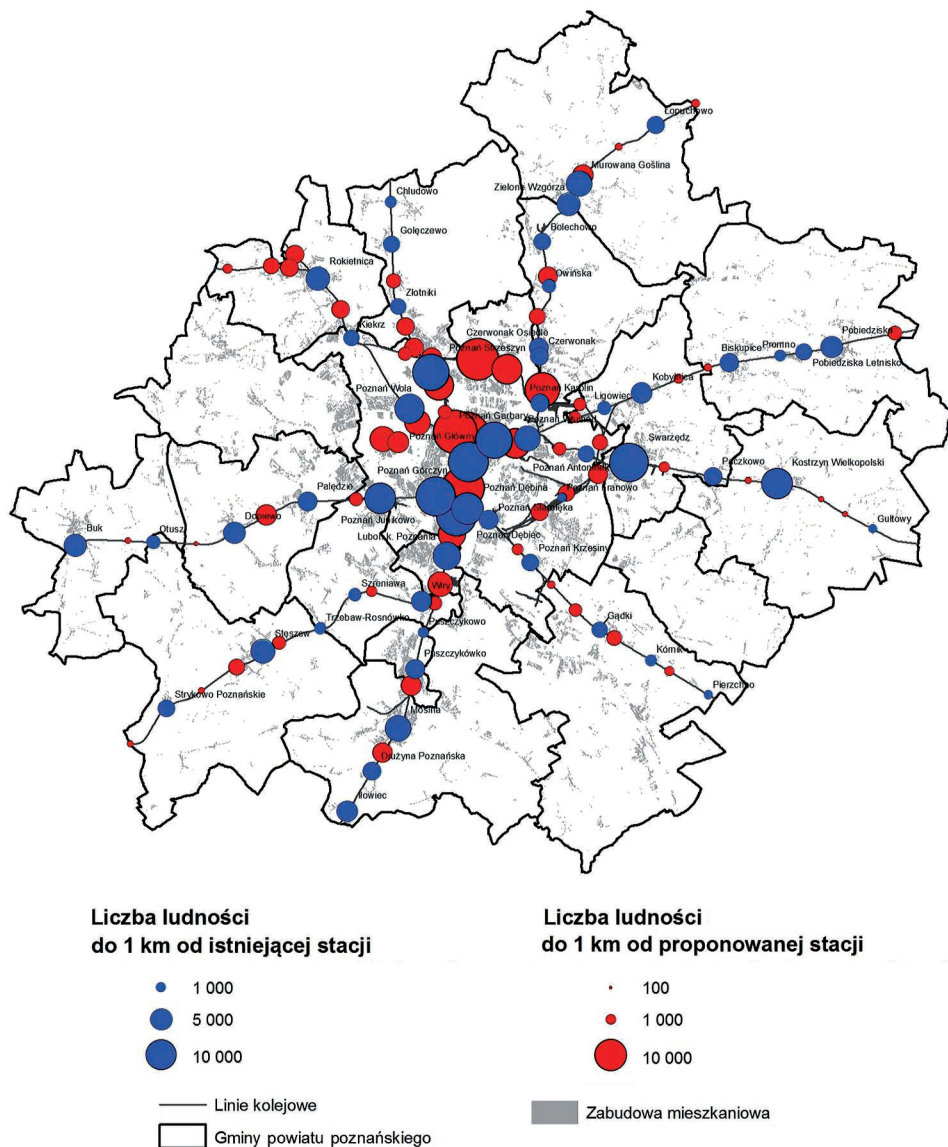 Łopuchowo
Murowana Goślina
Zielone Wzgórza
Chludowo
Bolechowo
Golęczewo
Owińska
Rokietnica
Złotniki
Kiekrz
Czerwonak Osiedle
Czerwonak
Poznań Strzeszyn
Pobiedziska
Promno
Biskupice
Pobiedziska Letnisko
Kobylnica
Poznań Karolin
Ligowiec
Poznań Wola
Poznań Garbary
Poznań Główny
Swarzędz
Poznań Górczyn
Poznań Antoninek
Paczkowo
Kostrzyn Wielkopolski
Palędzie
Poznań Dębina
Poznań Franowo
Dopiewo
Poznań Junikowo
Poznań Starołęka
Buk
Otusz
Gułtowy
Luboń k. Poznania
Poznań Dębiec
Poznań Krzesiny
Szreniawa
Wiry
Trzebaw-Rosnówko
Puszczykowo
Gądki
Stęszew
Puszczykówko
Kórnik
Pierzchno
Strykowo Poznańskie
Mosina
Drużyna Poznańska
Iłowiec
Liczba ludności
do 1 km od istniejącej stacji
1 000
5 000
10 000
Linie kolejowe
Gminy powiatu poznańskiego
Liczba ludności
do 1 km od proponowanej stacji
100
1 000
10 000
Zabudowa mieszkaniowa